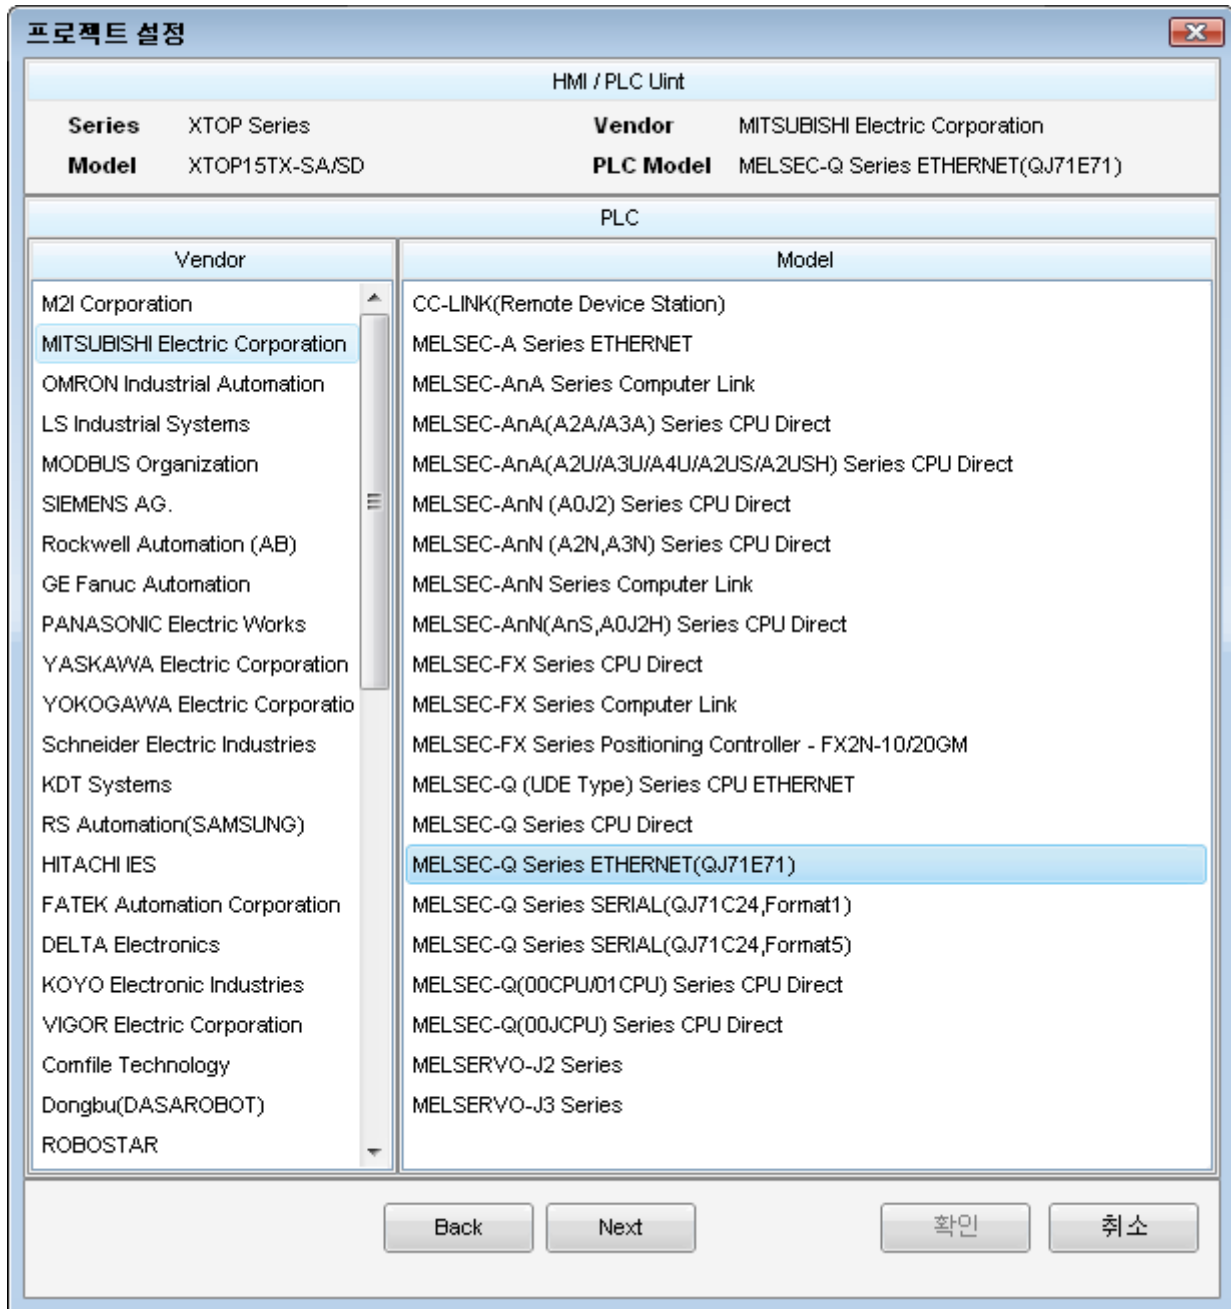 프로젝트 설정
HMI / PLC Uint
Series XTOP Series Vendor MITSUBISHI Electric Corporation
Model XTOP15TX-SA/SD PLC Model MELSEC-Q Series ETHERNET(QJ71E71)
PLC
Vendor Model
M2I Corporation CC-LINK(Remote Device Station)
MITSUBISHI Electric Corporation MELSEC-A Series ETHERNET
OMRON Industrial Automation MELSEC-AnA Series Computer Link
LS Industrial Systems MELSEC-AnA(A2A/A3A) Series CPU Direct
MODBUS Organization MELSEC-AnA(A2U/A3U/A4U/A2US/A2USH) Series CPU Direct
SIEMENS AG. MELSEC-AnN (A0J2) Series CPU Direct
Rockwell Automation (AB) MELSEC-AnN (A2N,A3N) Series CPU Direct
GE Fanuc Automation MELSEC-AnN Series Computer Link
PANASONIC Electric Works MELSEC-AnN(AnS,A0J2H) Series CPU Direct
YASKAWA Electric Corporation MELSEC-FX Series CPU Direct
YOKOGAWA Electric Corporatio MELSEC-FX Series Computer Link
Schneider Electric Industries MELSEC-FX Series Positioning Controller - FX2N-10/20GM
KDT Systems MELSEC-Q (UDE Type) Series CPU ETHERNET
RS Automation(SAMSUNG) MELSEC-Q Series CPU Direct
HITACHI IES MELSEC-Q Series ETHERNET(QJ71E71)
FATEK Automation Corporation MELSEC-Q Series SERIAL(QJ71C24,Format1)
DELTA Electronics MELSEC-Q Series SERIAL(QJ71C24,Format5)
KOYO Electronic Industries MELSEC-Q(00CPU/01CPU) Series CPU Direct
VIGOR Electric Corporation MELSEC-Q(00JCPU) Series CPU Direct
Comfile Technology MELSERVO-J2 Series
Dongbu(DASAROBOT) MELSERVO-J3 Series
ROBOSTAR
Back Next 확인 취소